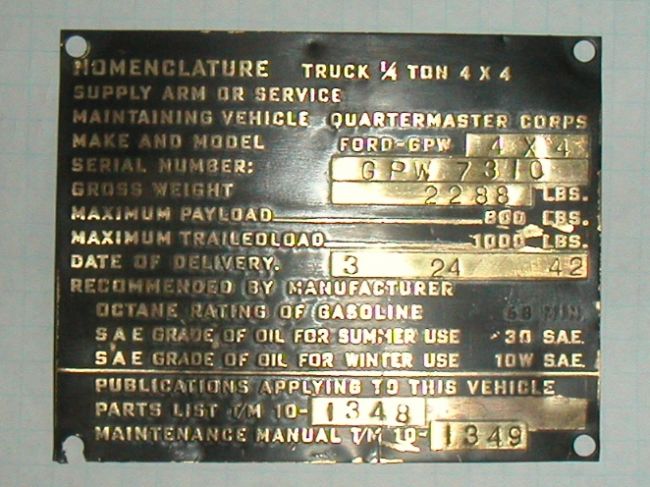 NOMENCLATURE TRUCK 1/4 TON 4 X 4
SUPPLY ARM OR SERVICE
MAINTAINING VEHICLE QUARTERMASTER CORPS
MAKE AND MODEL FORD-GPW 4 X 4
SERIAL NUMBER: GPW 7310
GROSS WEIGHT 2288 LBS.
MAXIMUM PAYLOAD 800 LBS.
MAXIMUM TRAILEDLOAD 1000 LBS.
DATE OF DELIVERY. 3 24 42
RECOMMENDED BY MANUFACTURER
OCTANE RATING OF GASOLINE 68 MIN.
S A E GRADE OF OIL FOR SUMMER USE 30 SAE.
S A E GRADE OF OIL FOR WINTER USE 10W SAE.
PUBLICATIONS APPLYING TO THIS VEHICLE
PARTS LIST T/M 10-1348
MAINTENANCE MANUAL T/M 10-1349